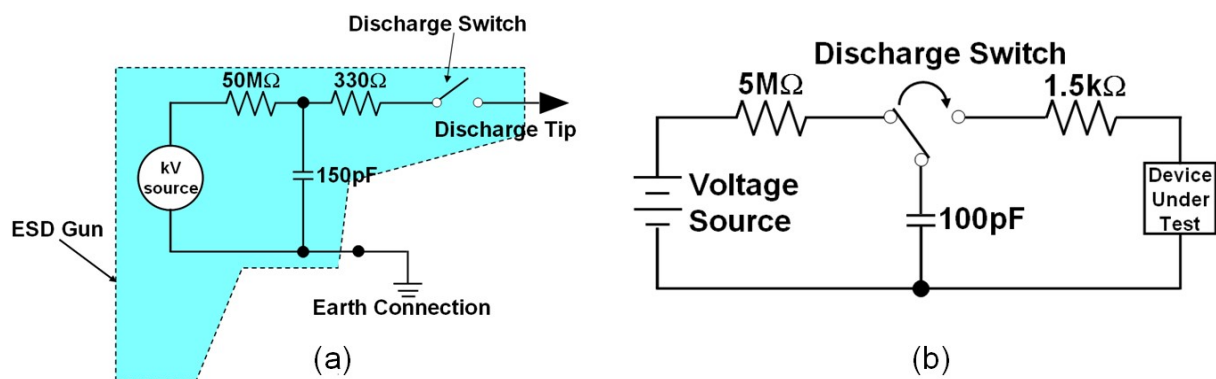 Discharge Switch
50MΩ
330Ω
Discharge Tip
kV
source
150pF
ESD Gun
Earth Connection
(a)
Discharge Switch
5MΩ
1.5kΩ
Voltage
Source
100pF
Device
Under
Test
(b)